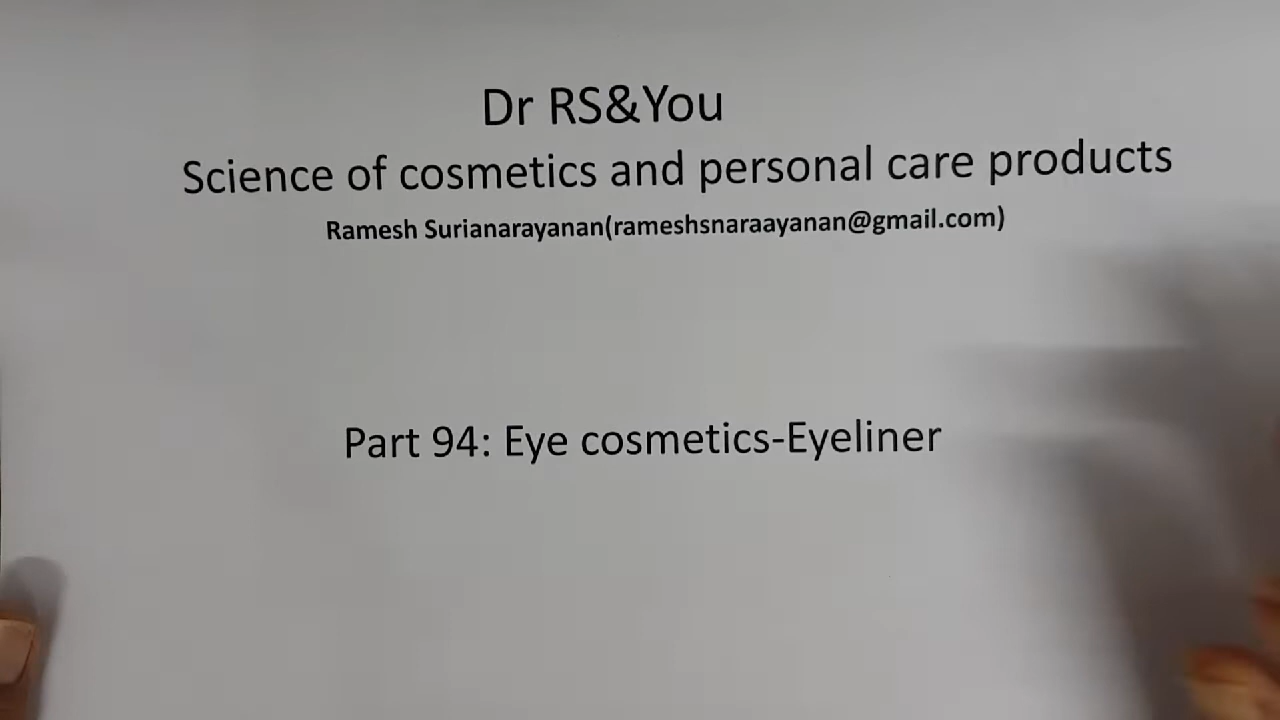 Dr RS&You
Science of cosmetics and personal care products
Ramesh Surianarayanan(rameshsnaraayanan@gmail.com)
Part 94: Eye cosmetics-Eyeliner